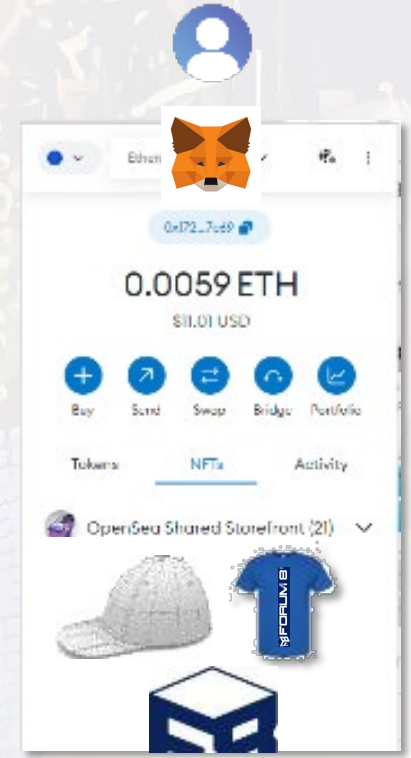 0x172...7c69
0.0059 ETH
$11.01 USD
Buy Send Swap Bridge Portfolio
Tokens NFTs Activity
OpenSea Shared Storefront (21)
FORUM 8